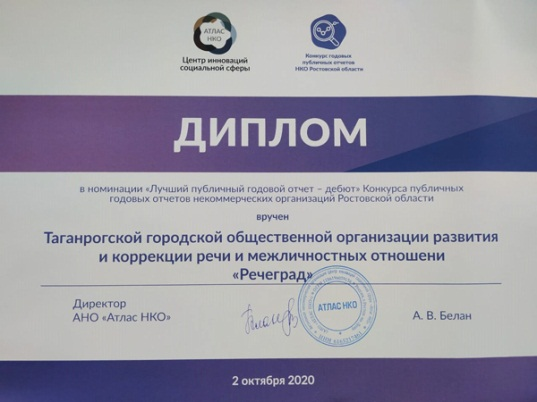 АТЛАС
НКО
Центр инноваций
социальной сферы
Конкурс годовых
публичных отчетов
НКО Ростовской области
ДИПЛОМ
в номинации «Лучший публичный годовой отчет – дебют» Конкурса публичных
годовых отчетов некоммерческих организаций Ростовской области
вручен
Таганрогской городской общественной организации развития
и коррекции речи и межличностных отношени
«Речеград»
Директор
АНО «Атлас НКО»
АТЛАС НКО
А. В. Белан
2 октября 2020